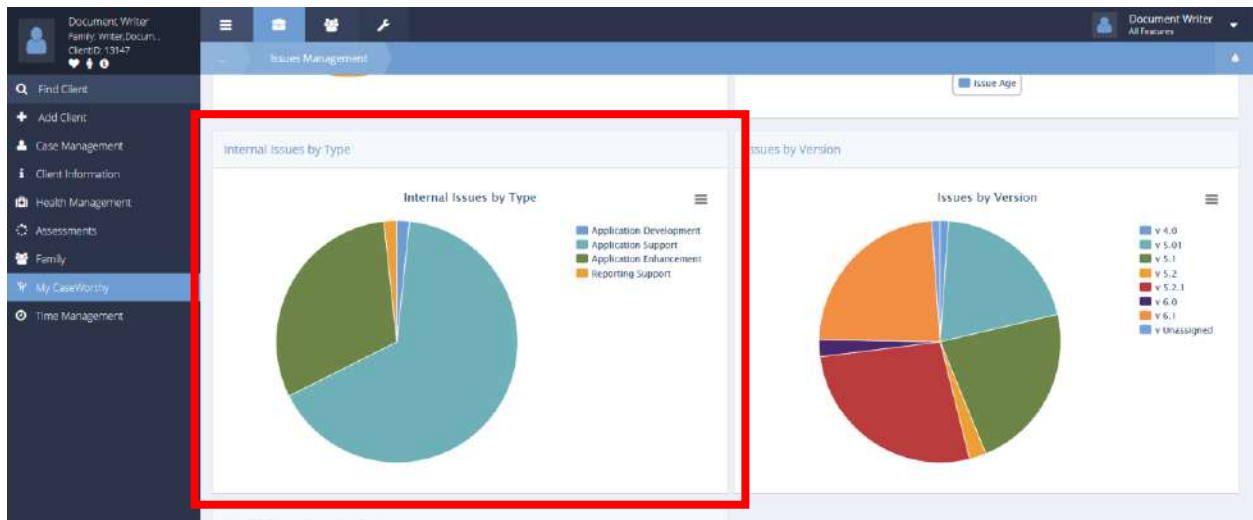 Document Writer
Family: Writer,Docum...
ClientID: 13147
Document Writer
All Features
... Issues Management
Find Client
Add Client
Case Management
Client Information
Health Management
Assessments
Family
My CaseWorthy
Time Management
Issue Age
Internal Issues by Type
Internal Issues by Type
Application Development
Application Support
Application Enhancement
Reporting Support
Issues by Version
Issues by Version
v 4.0
v 5.01
v 5.1
v 5.2
v 5.2.1
v 6.0
v 6.1
v Unassigned